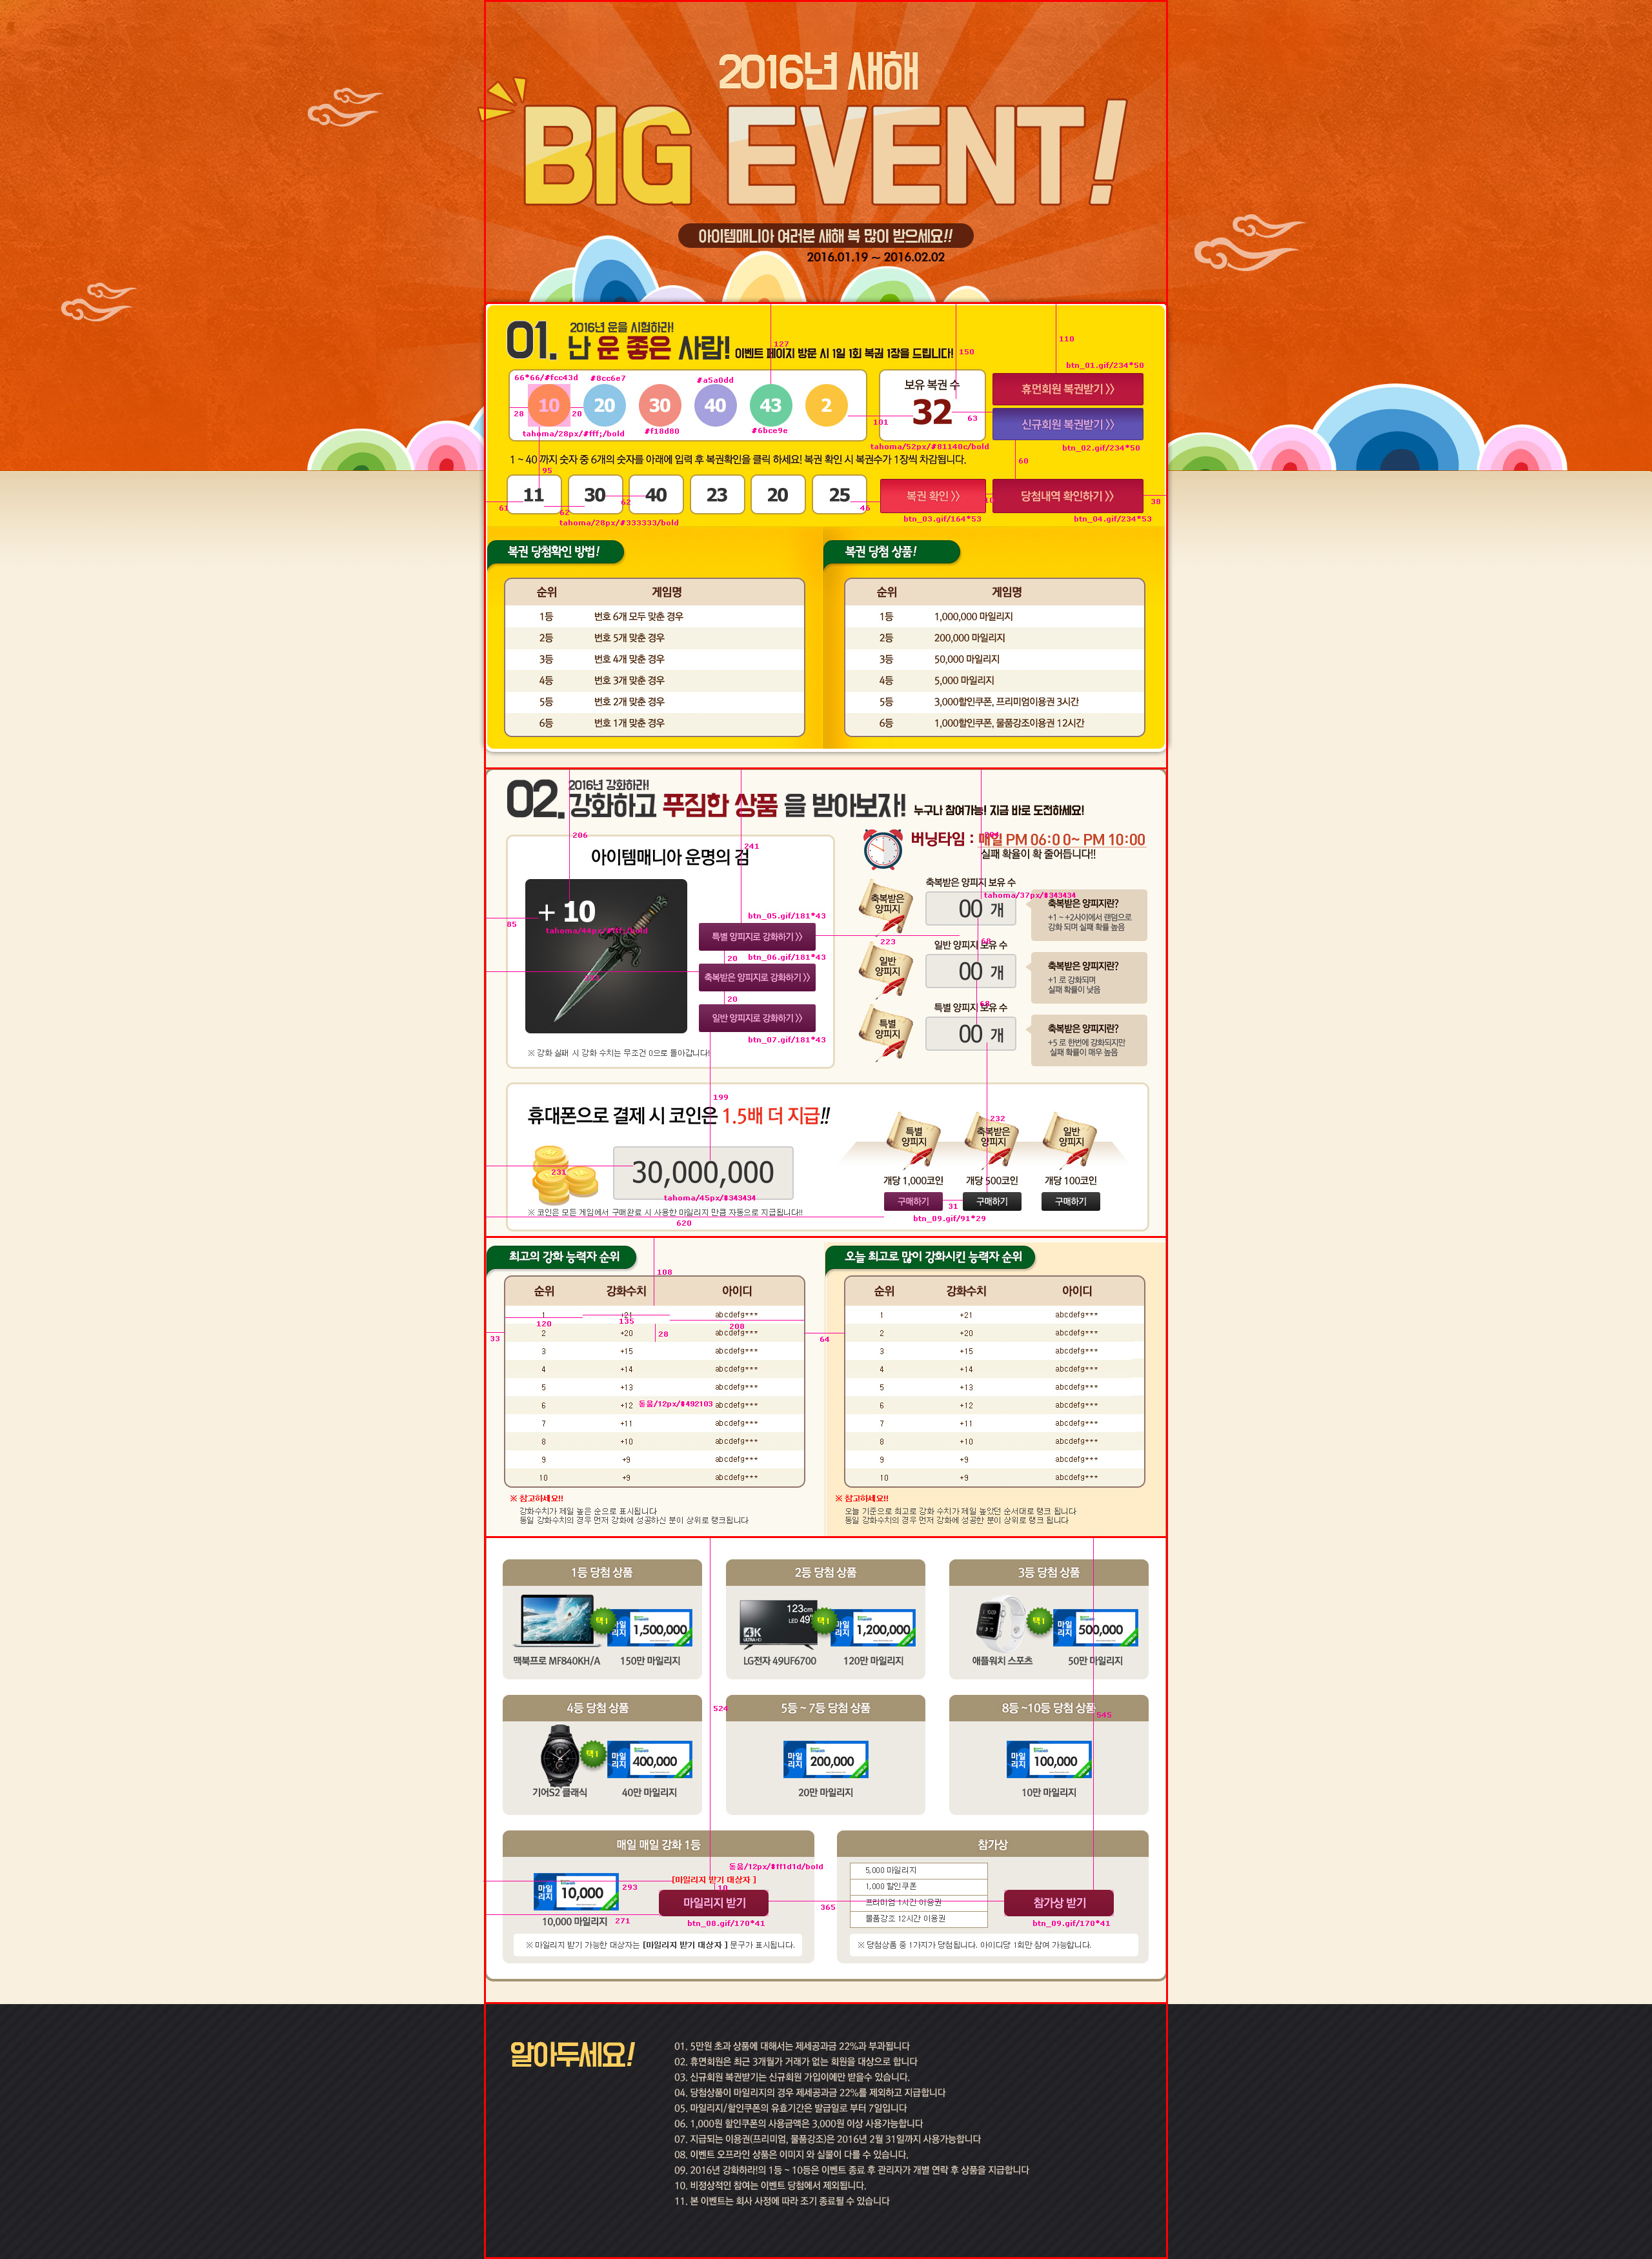 2016년 새해
BIG EVENT!
아이템매니아 여러분 새해 복 많이 받으세요!!
2016.01.19 ~ 2016.02.02
01. 2016년 운을 시험하라!
난 운 좋은 사람! 이벤트 페이지 방문 시 1일 1회 복권 1장을 드립니다!
127
150
110
btn_01.gif/234*50
66*66/#fcc43d
#8cc6e7
#a5a0dd
보유 복권 수
휴먼회원 복권받기 >>
10 20 30 40 43 2
32
28
20
101
63
신규회원 복권받기 >>
tahoma/28px/#fff;/bold
#f18d80
#6bce9e
tahoma/52px/#81140c/bold
btn_02.gif/234*50
1 ~ 40 까지 숫자 중 6개의 숫자를 아래에 입력 후 복권확인을 클릭 하세요! 복권 확인 시 복권수가 1장씩 차감됩니다.
95
60
11 30 40 23 20 25
복권 확인 >>
당첨내역 확인하기 >>
61
62
62
46
10
38
tahoma/28px/#333333/bold
btn_03.gif/164*53
btn_04.gif/234*53
복권 당첨확인 방법!
순위 게임명
1등 번호 6개 모두 맞춘 경우
2등 번호 5개 맞춘 경우
3등 번호 4개 맞춘 경우
4등 번호 3개 맞춘 경우
5등 번호 2개 맞춘 경우
6등 번호 1개 맞춘 경우
복권 당첨 상품!
순위 게임명
1등 1,000,000 마일리지
2등 200,000 마일리지
3등 50,000 마일리지
4등 5,000 마일리지
5등 3,000할인쿠폰, 프리미엄이용권 3시간
6등 1,000할인쿠폰, 물품강조이용권 12시간
02. 2016년 강화하라!
강화하고 푸짐한 상품 을 받아보자! 누구나 참여가능! 지금 바로 도전하세요!
206
241
아이템매니아 운명의 검
+ 10
tahoma/44px/#fff;/bold
85
btn_05.gif/181*43
특별 양피지로 강화하기 >>
20
btn_06.gif/181*43
축복받은 양피지로 강화하기 >>
20
일반 양피지로 강화하기 >>
btn_07.gif/181*43
※ 강화 실패 시 강화 수치는 무조건 0으로 돌아갑니다!
버닝타임 : 매일 PM 06:0 0~ PM 10:00
실패 확율이 확 줄어듭니다!!
축복받은 양피지
축복받은 양피지 보유 수
tahoma/37px/#343434
00 개
축복받은 양피지란?
+1 ~ +2사이에서 랜덤으로
강화 되며 실패 확률 높음
223
68
일반 양피지
일반 양피지 보유 수
00 개
축복받은 양피지란?
+1 로 강화되며
실패 확률이 낮음
68
특별 양피지
특별 양피지 보유 수
00 개
축복받은 양피지란?
+5 로 한번에 강화되지만
실패 확률이 매우 높음
199
휴대폰으로 결제 시 코인은 1.5배 더 지급!!
231
30,000,000
tahoma/45px/#343434
※ 코인은 모든 게임에서 구매완료 시 사용한 마일리지 만큼 자동으로 지급됩니다!!
620
232
특별 양피지
축복받은 양피지
일반 양피지
개당 1,000코인 개당 500코인 개당 100코인
구매하기 구매하기 구매하기
31
btn_09.gif/91*29
최고의 강화 능력자 순위
108
순위 강화수치 아이디
1 +21 abcdefg***
120
135
208
2 +20 abcdefg***
33
28
64
3 +15 abcdefg***
4 +14 abcdefg***
5 +13 abcdefg***
6 +12 abcdefg***
돋움/12px/#492103
7 +11 abcdefg***
8 +10 abcdefg***
9 +9 abcdefg***
10 +9 abcdefg***
※ 참고하세요!!
강화수치가 제일 높은 순으로 표시됩니다
동일 강화수치의 경우 먼저 강화에 성공하신 분이 상위로 랭크됩니다
오늘 최고로 많이 강화시킨 능력자 순위
순위 강화수치 아이디
1 +21 abcdefg***
2 +20 abcdefg***
3 +15 abcdefg***
4 +14 abcdefg***
5 +13 abcdefg***
6 +12 abcdefg***
7 +11 abcdefg***
8 +10 abcdefg***
9 +9 abcdefg***
10 +9 abcdefg***
※ 참고하세요!!
오늘 기준으로 최고로 강화 수치가 제일 높았던 순서대로 랭크 됩니다
동일 강화수치의 경우 먼저 강화에 성공한 분이 상위로 랭크 됩니다
1등 당첨 상품
택1
마일리지 1,500,000
맥북프로 MF840KH/A 150만 마일리지
2등 당첨 상품
123cm
LED 49"
4K
ULTRA HD
택1
마일리지 1,200,000
LG전자 49UF6700 120만 마일리지
3등 당첨 상품
택1
마일리지 500,000
애플워치 스포츠 50만 마일리지
524
545
4등 당첨 상품
택1
마일리지 400,000
기어S2 클래식 40만 마일리지
5등 ~ 7등 당첨 상품
마일리지 200,000
20만 마일리지
8등 ~10등 당첨 상품
마일리지 100,000
10만 마일리지
매일 매일 강화 1등
돋움/12px/#ff1d1d/bold
[마일리지 받기 대상자 ]
마일리지 10,000
293
10
마일리지 받기
10,000 마일리지
271
btn_08.gif/170*41
※ 마일리지 받기 가능한 대상자는 [마일리지 받기 대상자 ] 문구가 표시됩니다.
참가상
5,000 마일리지
1,000 할인쿠폰
프리미엄 1시간 이용권
물품강조 12시간 이용권
365
참가상 받기
btn_09.gif/170*41
※ 당첨상품 중 1가지가 당첨됩니다. 아이디당 1회만 참여 가능합니다.
알아두세요!
01. 5만원 초과 상품에 대해서는 제세공과금 22%과 부과됩니다
02. 휴면회원은 최근 3개월가 거래가 없는 회원을 대상으로 합니다
03. 신규회원 복권받기는 신규회원 가입이에만 받을수 있습니다.
04. 당첨상품이 마일리지의 경우 제세공과금 22%를 제외하고 지급합니다
05. 마일리지/할인쿠폰의 유효기간은 발급일로 부터 7일입니다
06. 1,000원 할인쿠폰의 사용금액은 3,000원 이상 사용가능합니다
07. 지급되는 이용권(프리미엄, 물품강조)은 2016년 2월 31일까지 사용가능합니다
08. 이벤트 오프라인 상품은 이미지 와 실물이 다를 수 있습니다.
09. 2016년 강화하라!의 1등 ~ 10등은 이벤트 종료 후 관리자가 개별 연락 후 상품을 지급합니다
10. 비정상적인 참여는 이벤트 당첨에서 제외됩니다.
11. 본 이벤트는 회사 사정에 따라 조기 종료될 수 있습니다